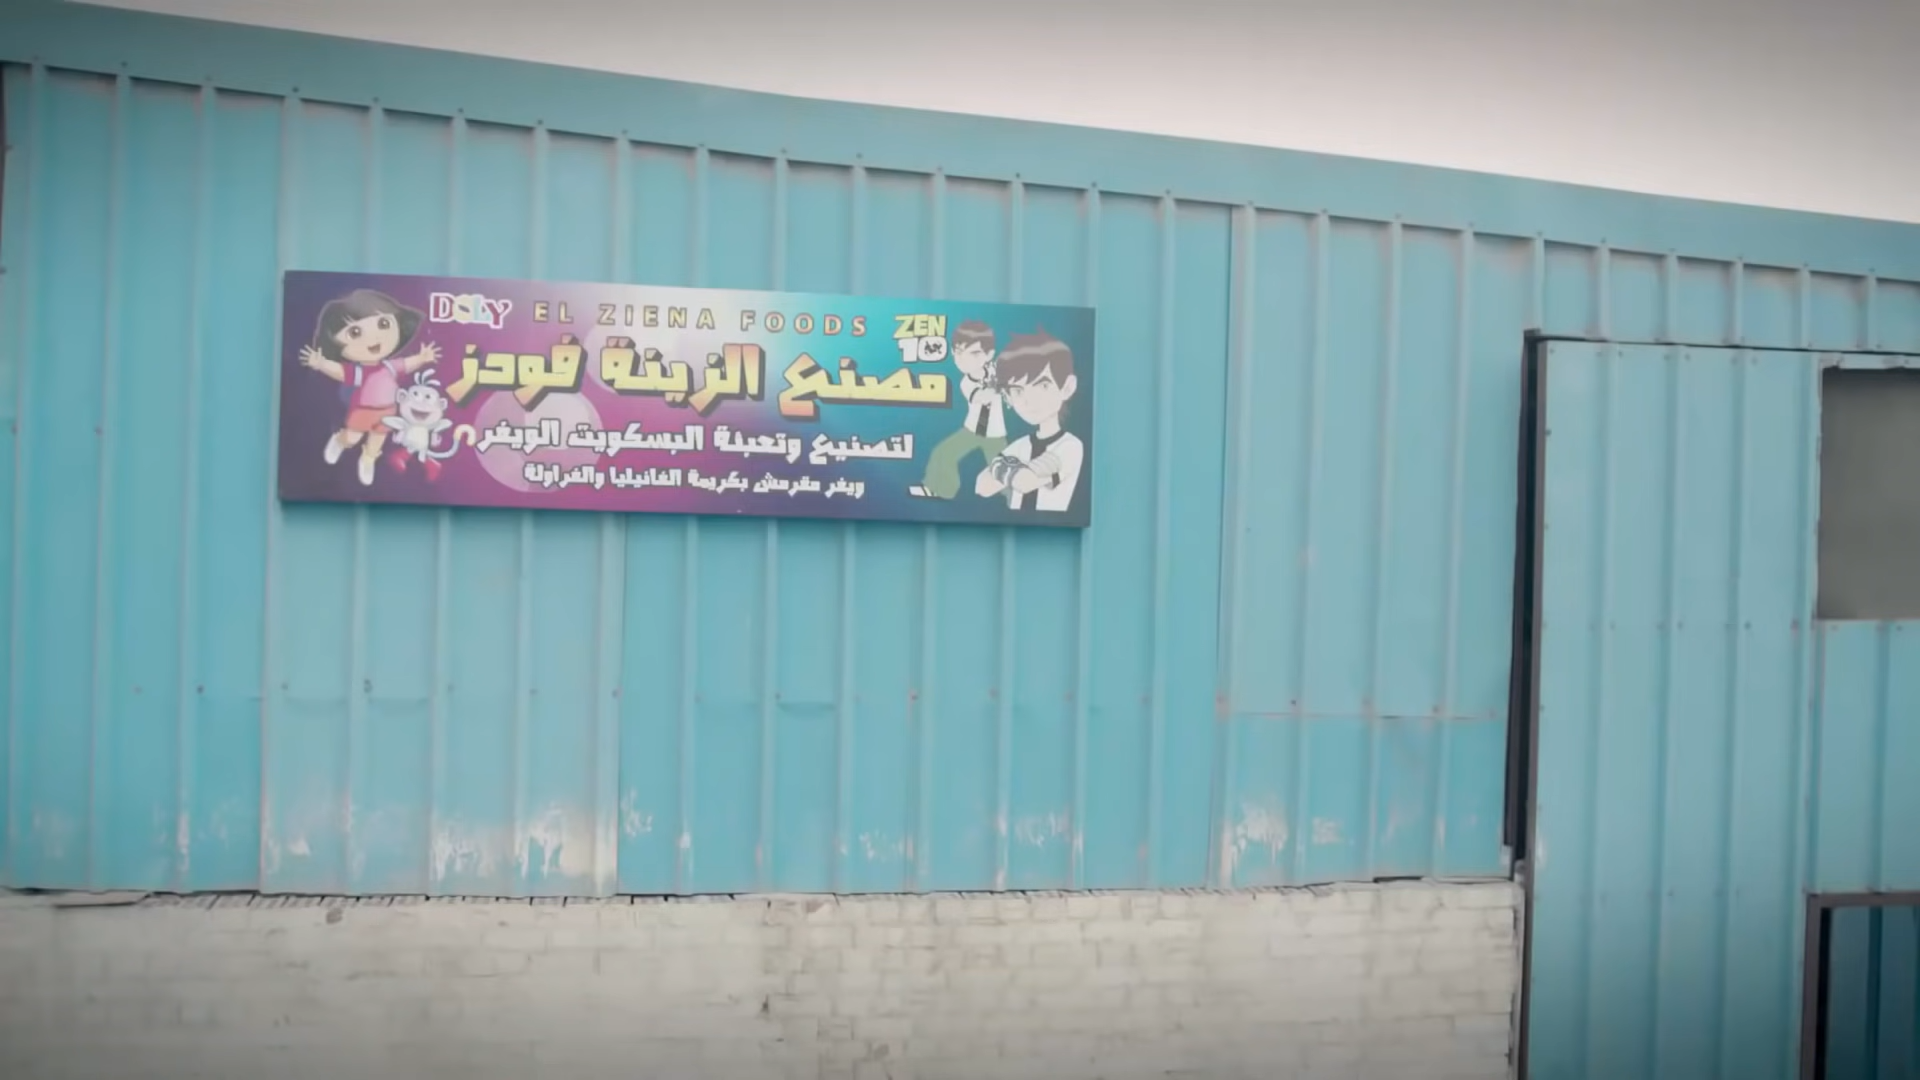 DOLY EL ZIENA FOODS ZEN 10
مصنع الزينة فودز
لتصنيع وتعبئة البسكويت الويفر
ويفر مقرمش بكريمة الفانيليا والفراولة